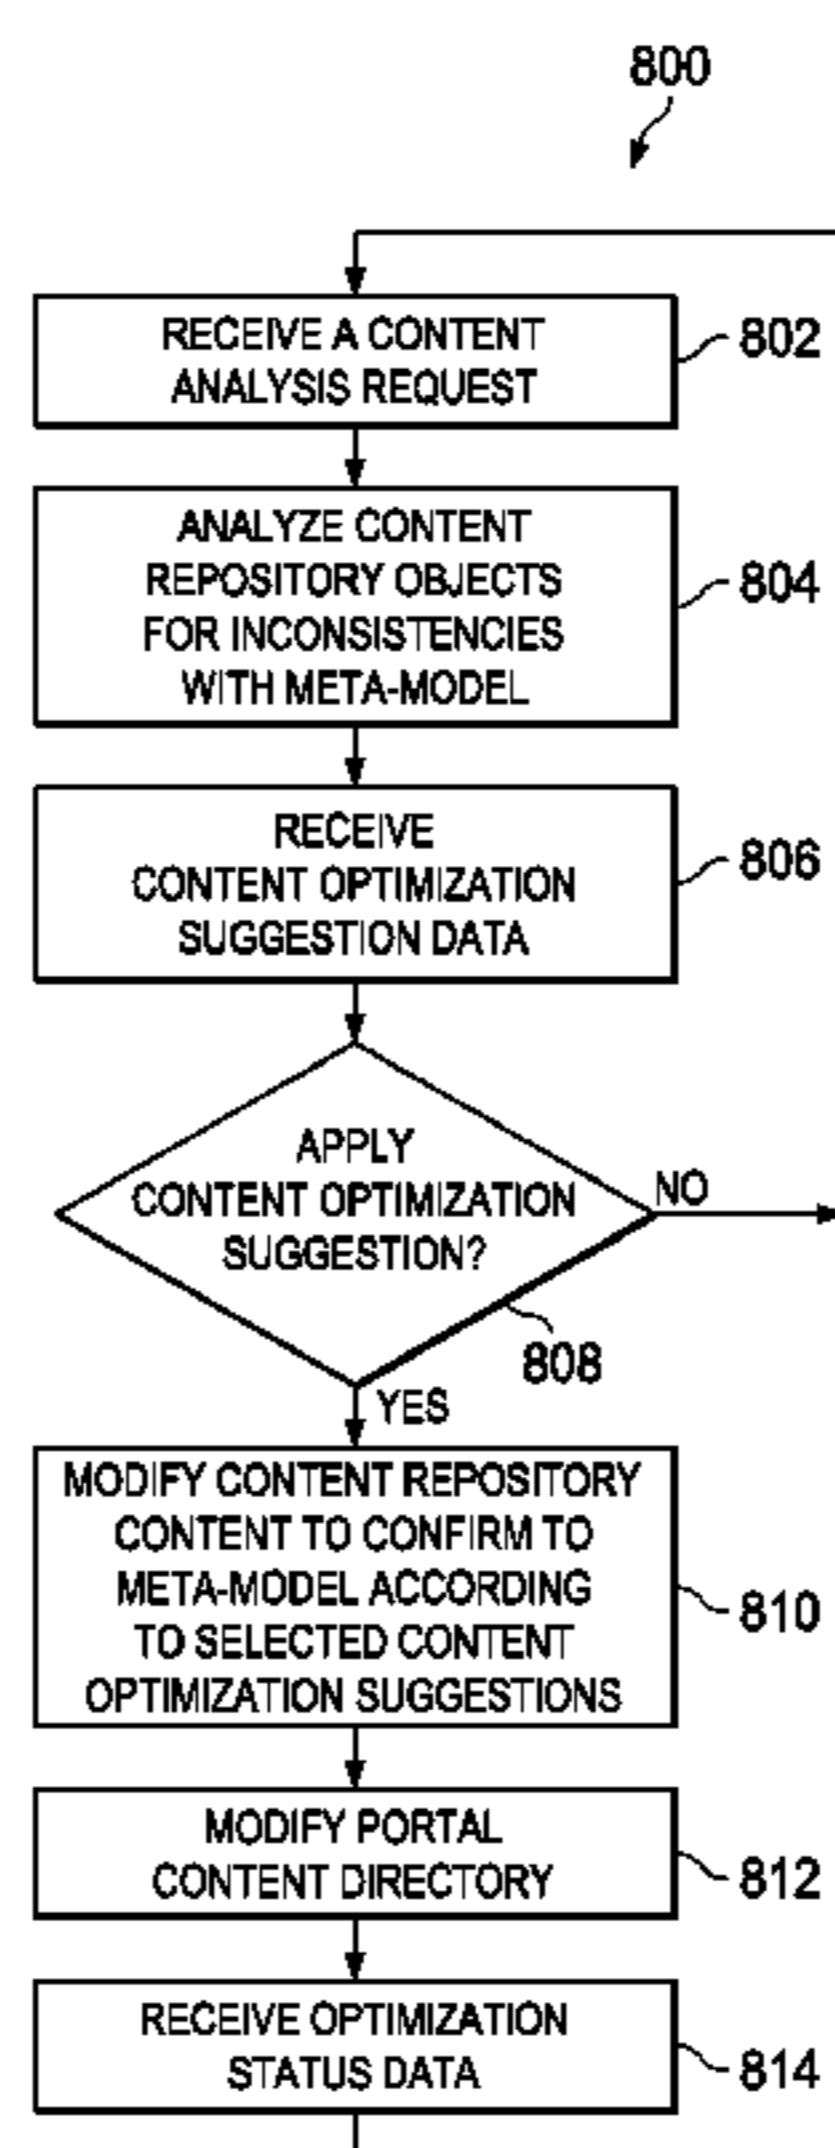 800
RECEIVE A CONTENT
ANALYSIS REQUEST
802
ANALYZE CONTENT
REPOSITORY OBJECTS
FOR INCONSISTENCIES
WITH META-MODEL
804
RECEIVE
CONTENT OPTIMIZATION
SUGGESTION DATA
806
APPLY
CONTENT OPTIMIZATION
SUGGESTION?
NO
808
YES
MODIFY CONTENT REPOSITORY
CONTENT TO CONFIRM TO
META-MODEL ACCORDING
TO SELECTED CONTENT
OPTIMIZATION SUGGESTIONS
810
MODIFY PORTAL
CONTENT DIRECTORY
812
RECEIVE OPTIMIZATION
STATUS DATA
814